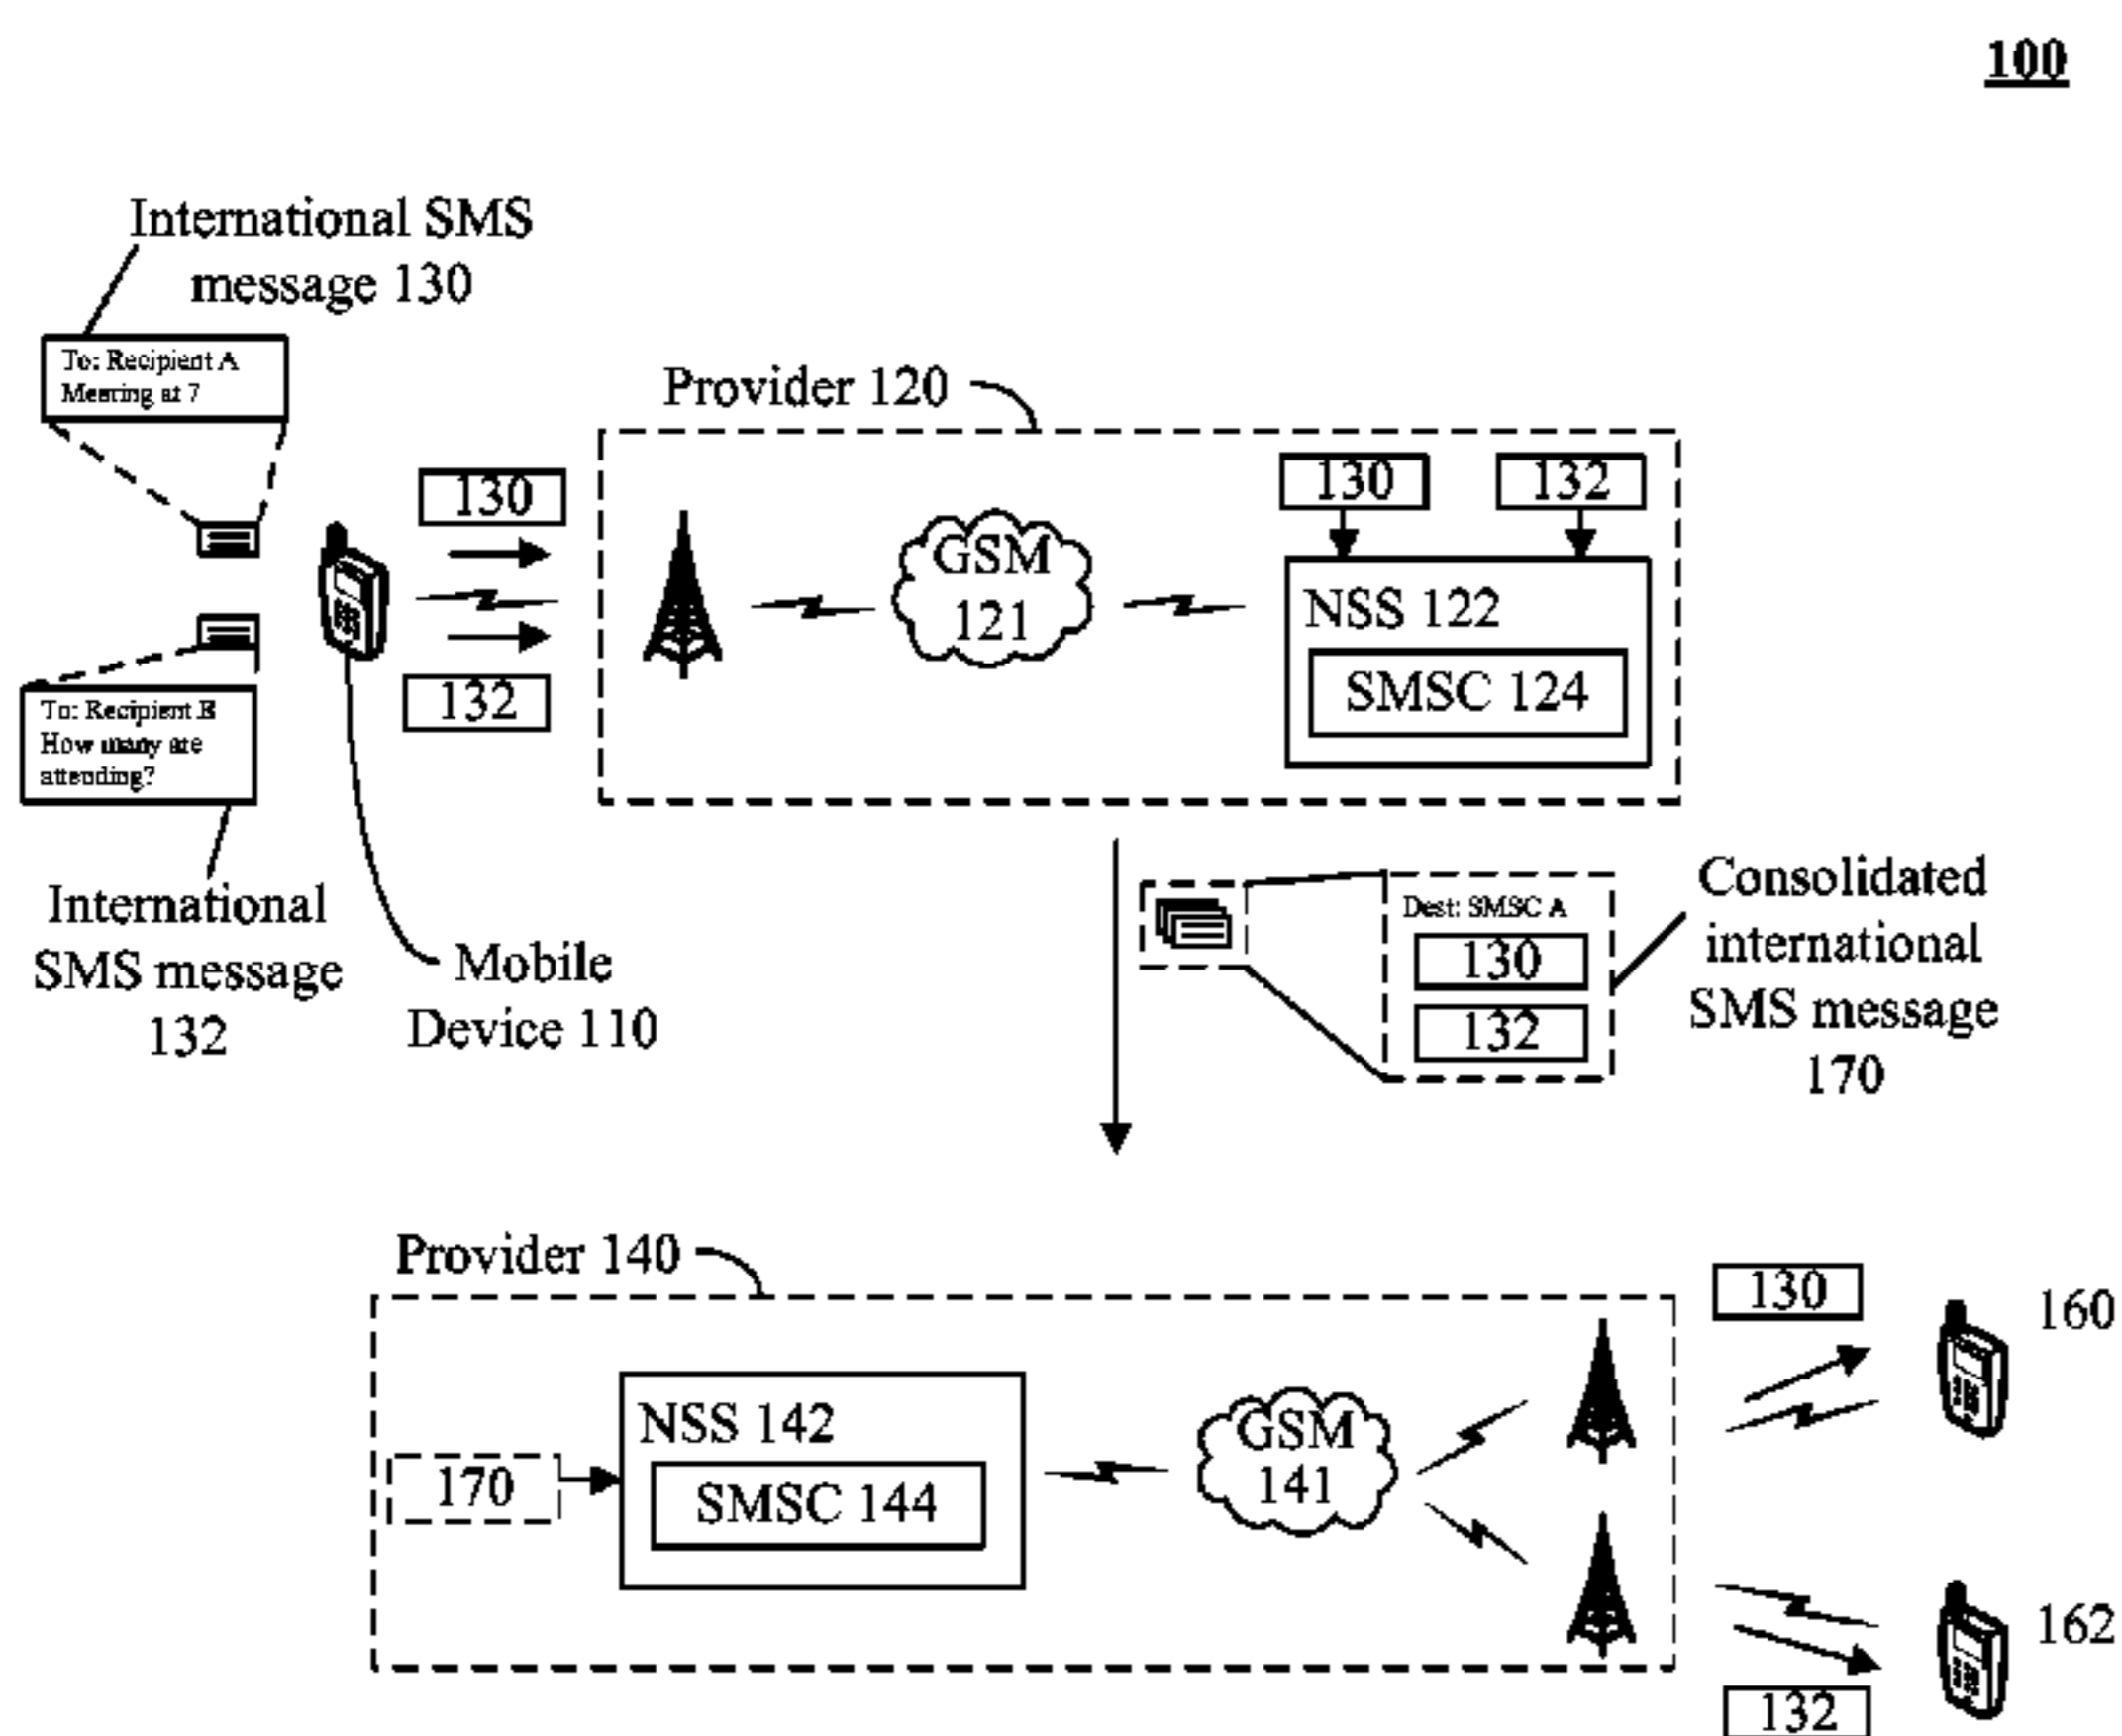 100
International SMS
message 130
To: Recipient A
Meeting at 7
Provider 120
130
130
132
GSM
121
NSS 122
SMSC 124
132
To: Recipient B
How many are
attending?
International
SMS message
132
Mobile
Device 110
Dest: SMSC A
130
132
Consolidated
international
SMS message
170
Provider 140
130
160
NSS 142
SMSC 144
170
GSM
141
162
132